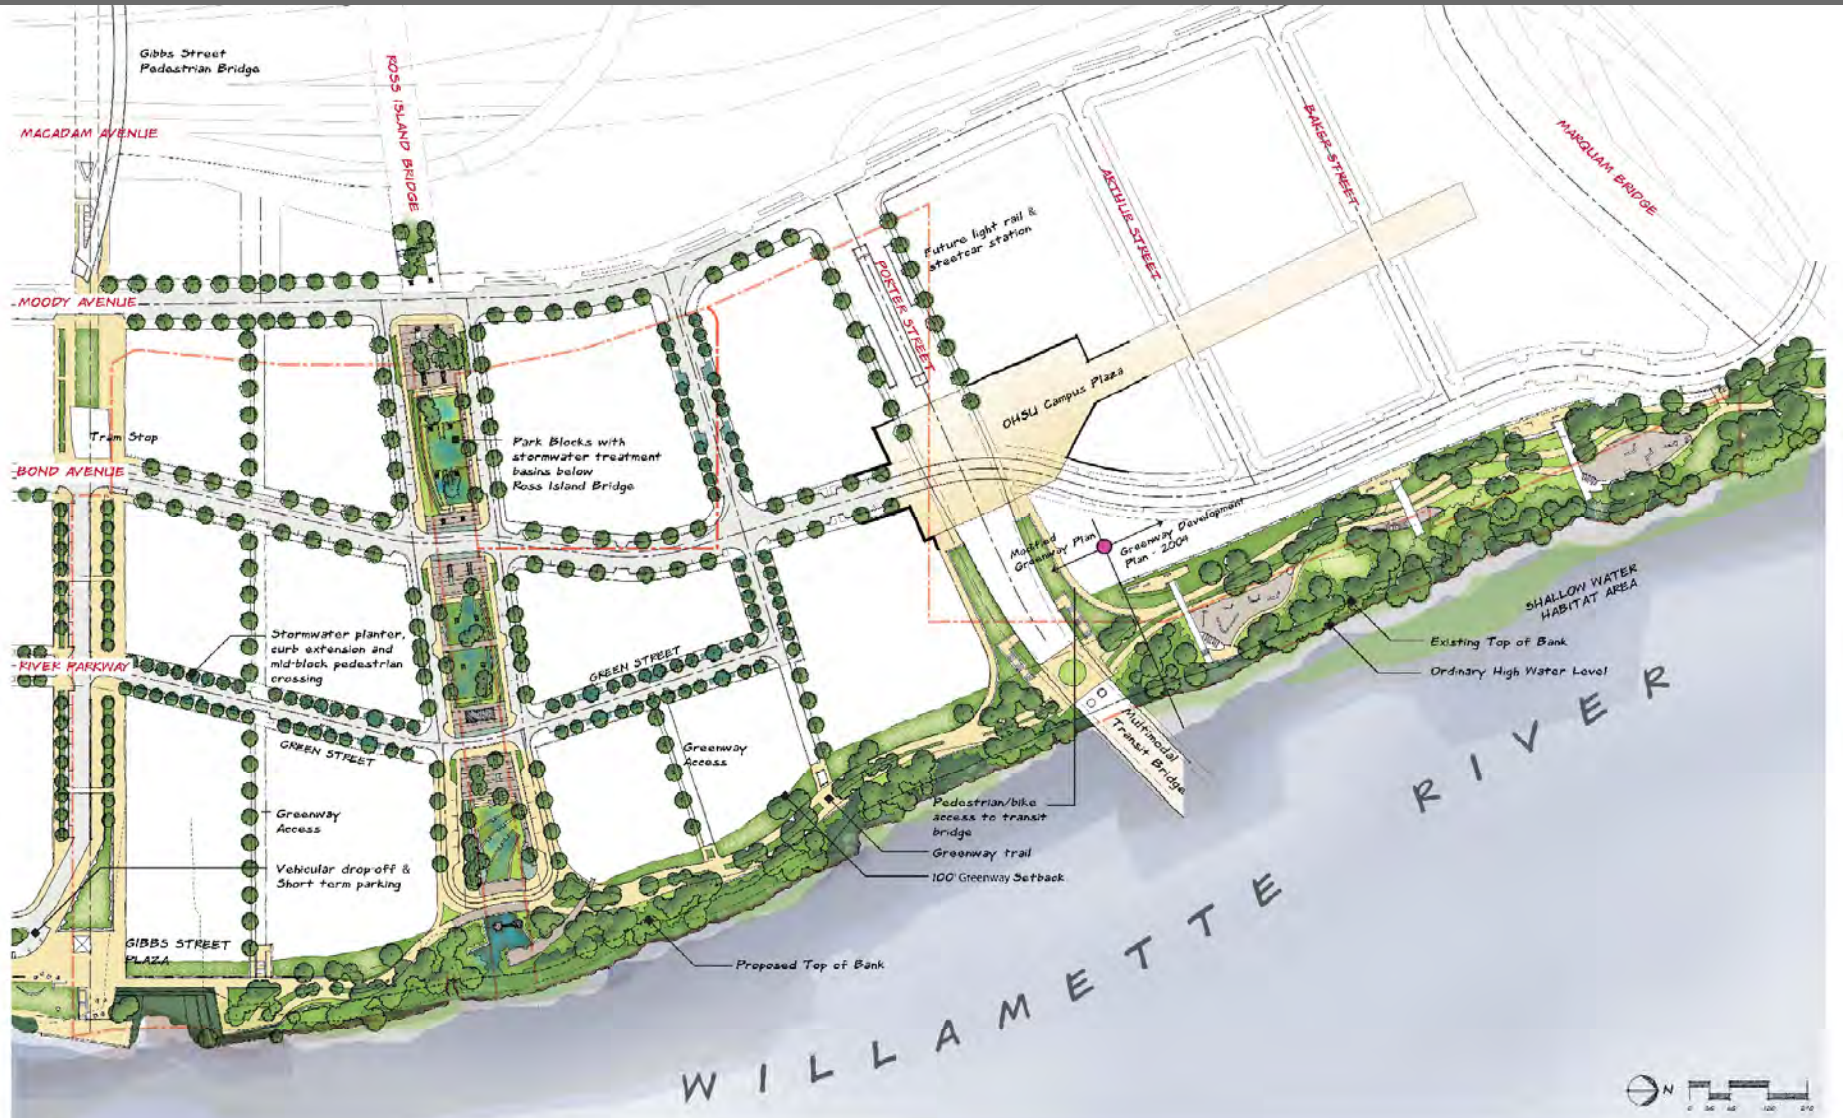 Gibbs Street
Pedestrian Bridge
ROSS ISLAND BRIDGE
MACADAM AVENUE
BAKER STREET
MARQUAM BRIDGE
ARTHUR STREET
Future light rail &
steetcar station
PORTER STREET
MOODY AVENUE
OHSU Campus Plaza
Tram Stop
Park Blocks with
stormwater treatment
basins below
Ross Island Bridge
BOND AVENUE
Modified
Greenway Plan
Greenway Development
Plan - 2004
SHALLOW WATER
HABITAT AREA
Stormwater planter,
curb extension and
mid-block pedestrian
crossing
Existing Top of Bank
Ordinary High Water Level
RIVER PARKWAY
GREEN STREET
GREEN STREET
Greenway
Access
Multimodal
Transit Bridge
Greenway
Access
Pedestrian/bike
access to transit
bridge
Greenway trail
100' Greenway Setback
Vehicular drop-off &
Short term parking
GIBBS STREET
PLAZA
Proposed Top of Bank
WILLAMETTE RIVER
N